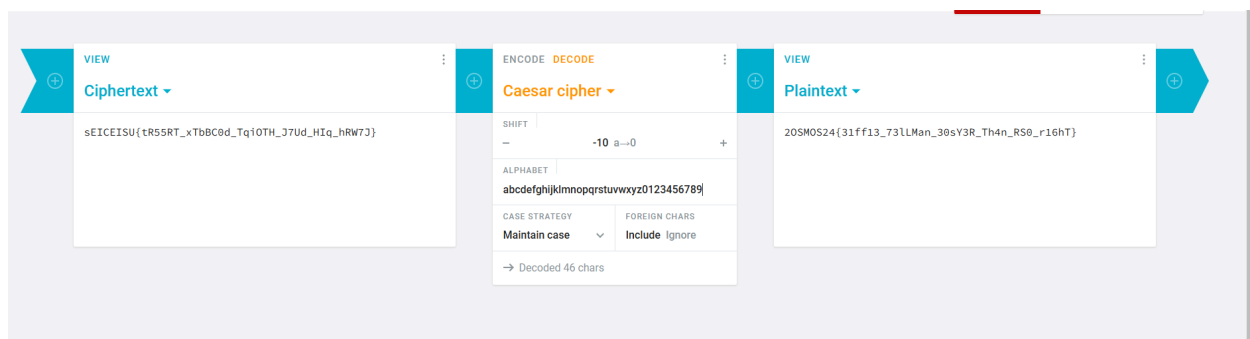 VIEW
Ciphertext
sEICEISU{tR55RT_xTbBC0d_TqiOTH_J7Ud_HIq_hRW7J}
ENCODE DECODE
Caesar cipher
SHIFT
− -10 a→0 +
ALPHABET
abcdefghijklmnopqrstuvwxyz0123456789
CASE STRATEGY
Maintain case
FOREIGN CHARS
Include Ignore
→ Decoded 46 chars
VIEW
Plaintext
2OSMOS24{31ff13_73lLMan_30sY3R_Th4n_RS0_r16hT}